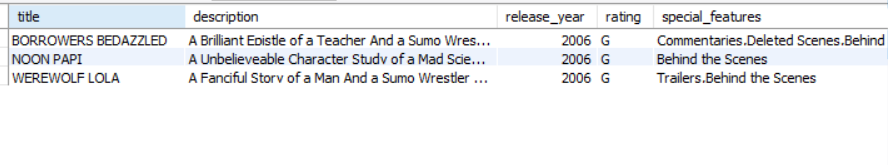 title description release_year rating special_features
BORROWERS BEDAZZLED A Brilliant Epistle of a Teacher And a Sumo Wres... 2006 G Commentaries,Deleted Scenes,Behind
NOON PAPI A Unbelieveable Character Study of a Mad Scie... 2006 G Behind the Scenes
WEREWOLF LOLA A Fanciful Story of a Man And a Sumo Wrestler ... 2006 G Trailers,Behind the Scenes